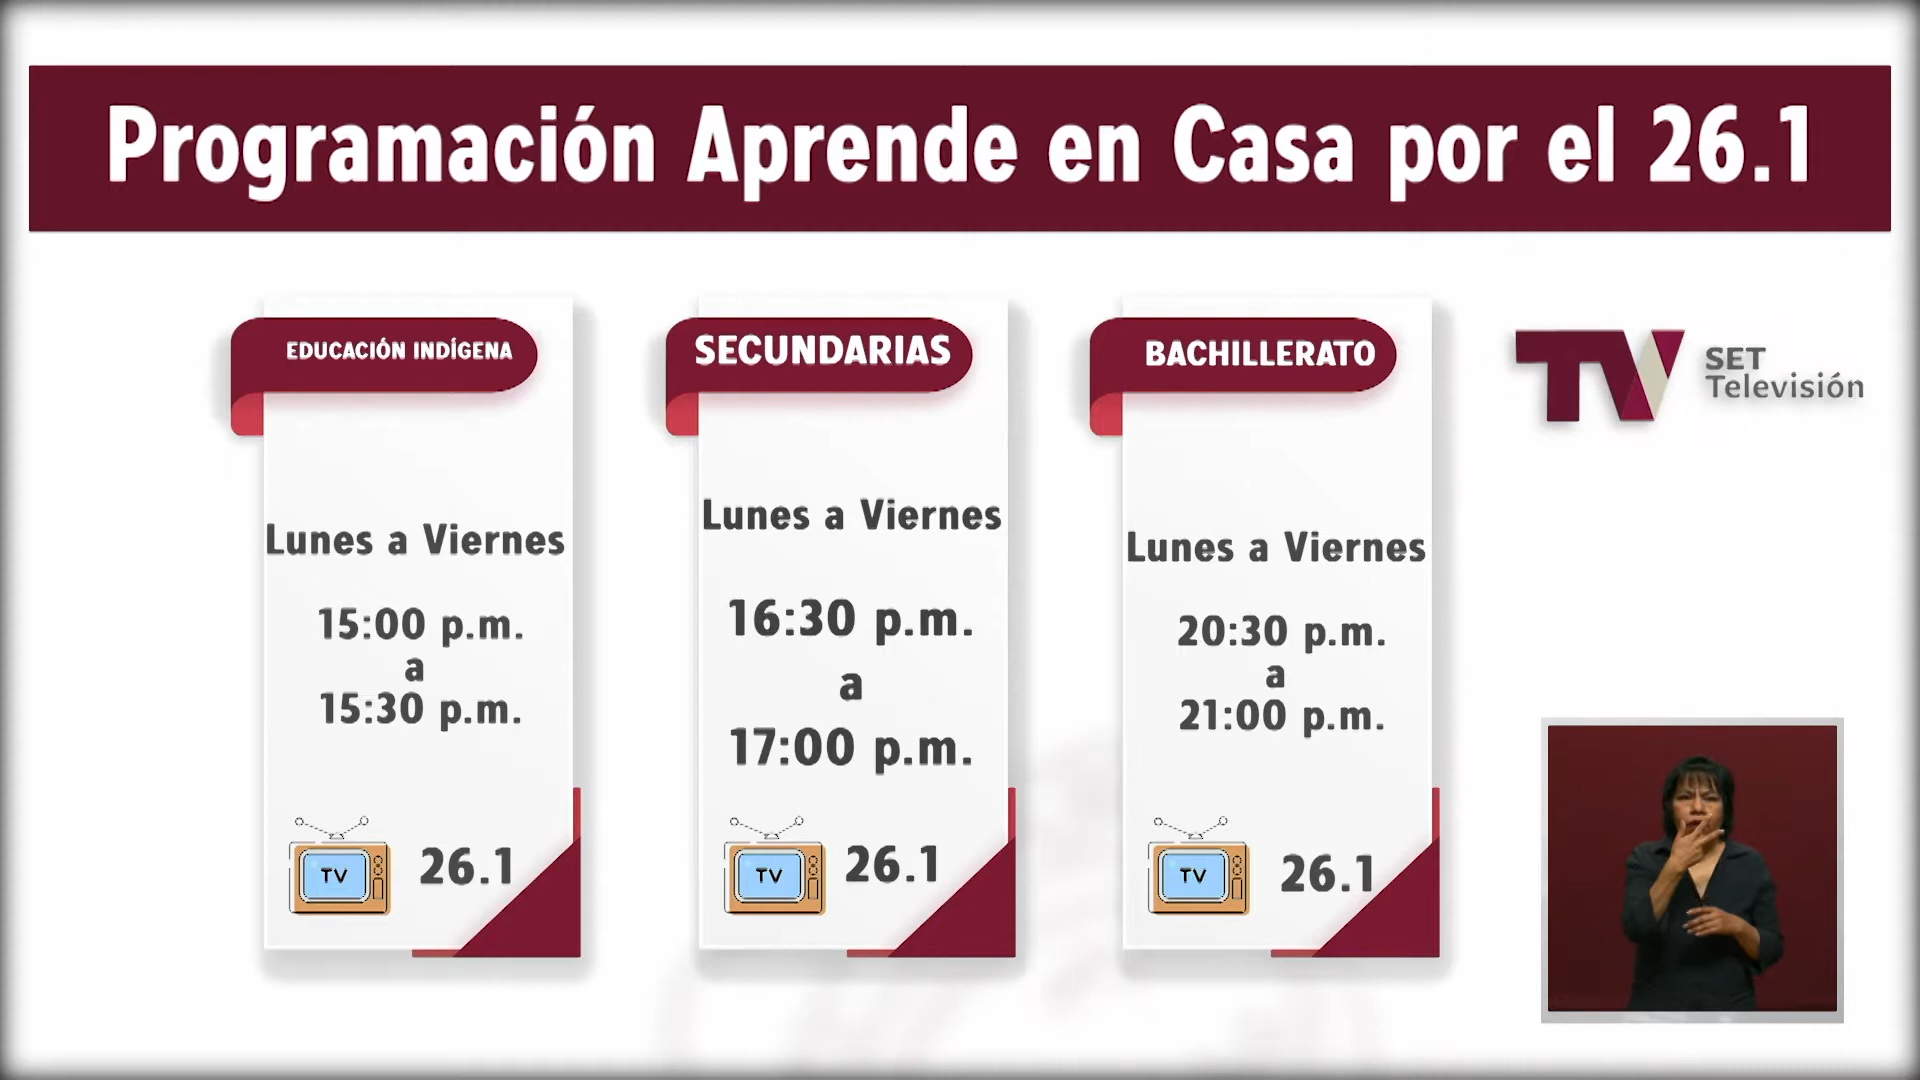 Programación Aprende en Casa por el 26.1
EDUCACIÓN INDÍGENA
Lunes a Viernes
15:00 p.m.
a
15:30 p.m.
TV
26.1
SECUNDARIAS
Lunes a Viernes
16:30 p.m.
a
17:00 p.m.
TV
26.1
BACHILLERATO
Lunes a Viernes
20:30 p.m.
a
21:00 p.m.
TV
26.1
TV
SET
Televisión